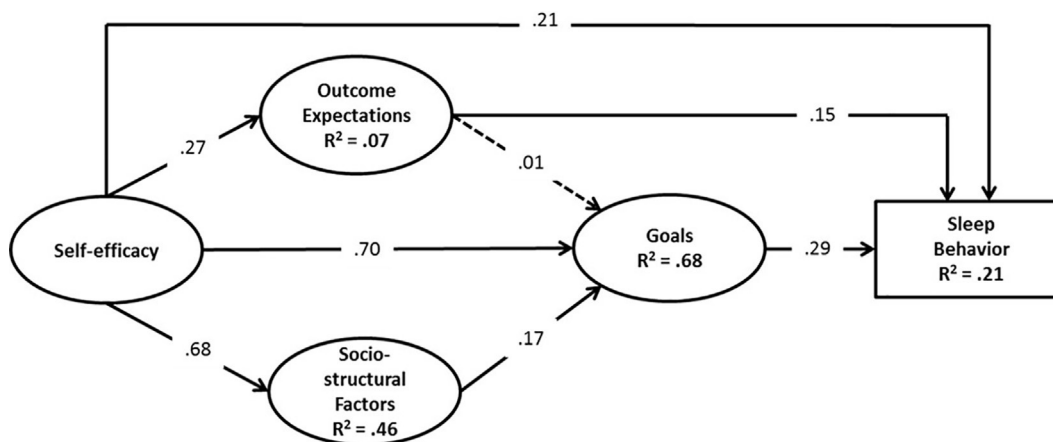 .21
Outcome
Expectations
R² = .07
.15
.27
.01
Self-efficacy
.70
Goals
R² = .68
.29
Sleep
Behavior
R² = .21
.68
.17
Socio-
structural
Factors
R² = .46